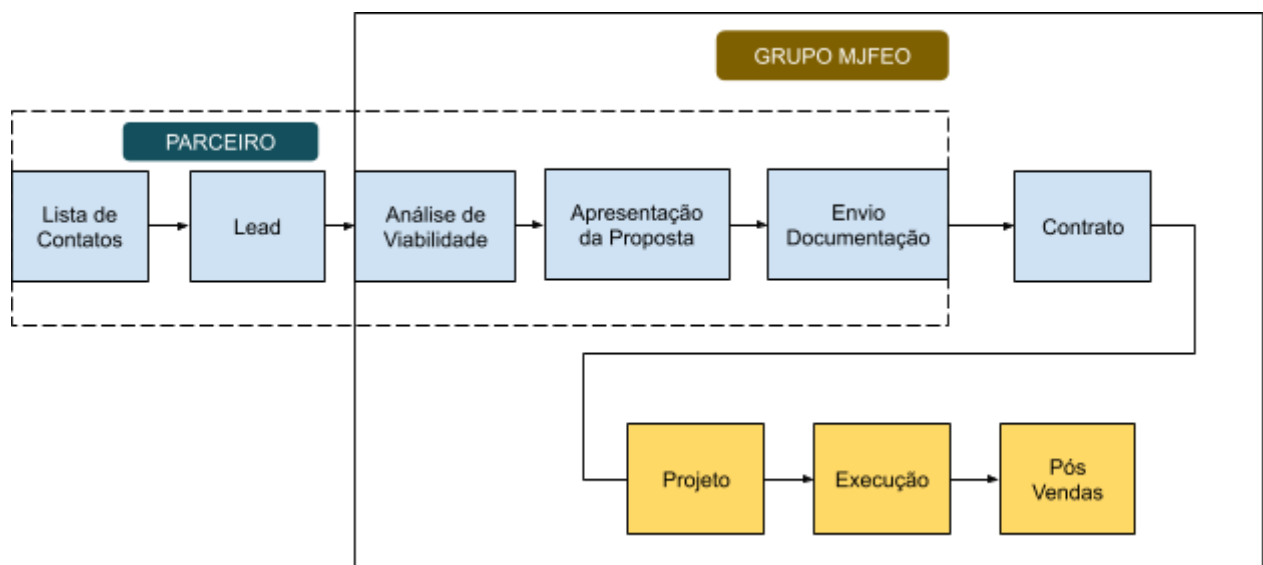 GRUPO MJFEO
PARCEIRO
Lista de
Contatos
Lead
Análise de
Viabilidade
Apresentação
da Proposta
Envio
Documentação
Contrato
Projeto
Execução
Pós
Vendas